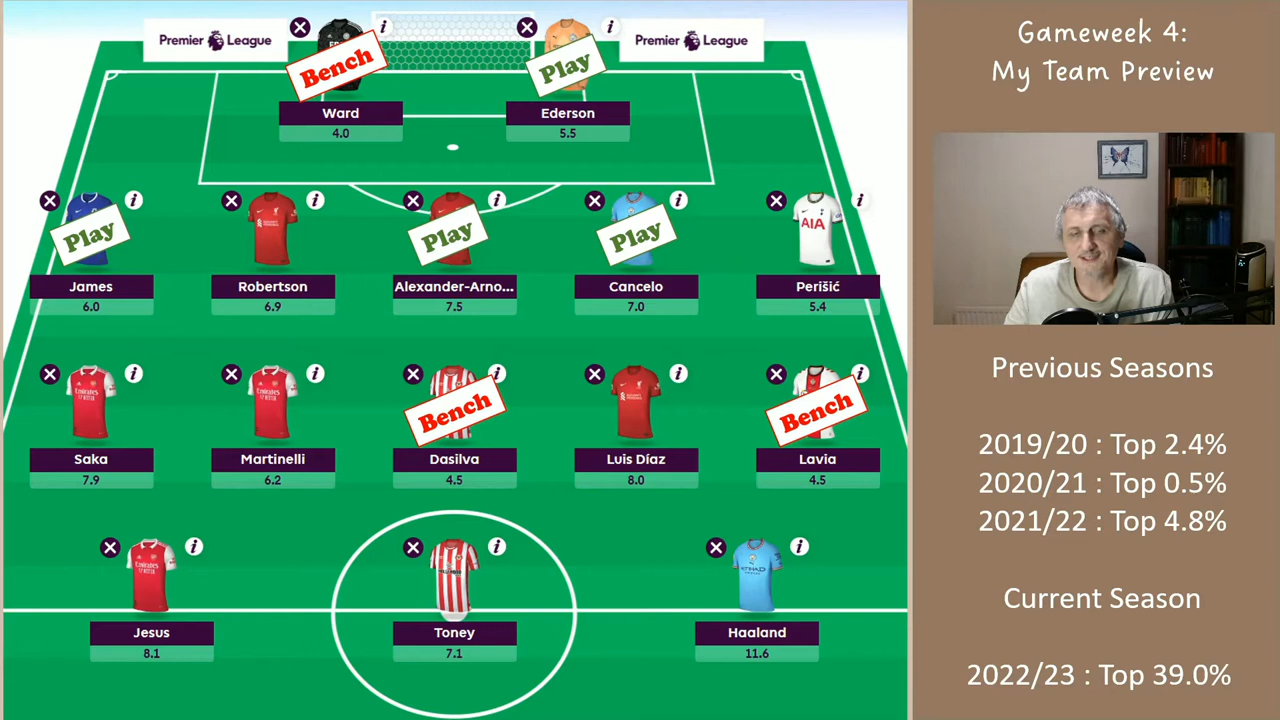 Gameweek 4:
My Team Preview
Premier League
Premier League
Bench
Play
Ward
4.0
Ederson
5.5
Play
Play
Play
AIA
James
6.0
Robertson
6.9
Alexander-Arno...
7.5
Cancelo
7.0
Perišić
5.4
Bench
Bench
Saka
7.9
Martinelli
6.2
Dasilva
4.5
Luis Díaz
8.0
Lavia
4.5
Jesus
8.1
Toney
7.1
Haaland
11.6
Previous Seasons
2019/20 : Top 2.4%
2020/21 : Top 0.5%
2021/22 : Top 4.8%
Current Season
2022/23 : Top 39.0%